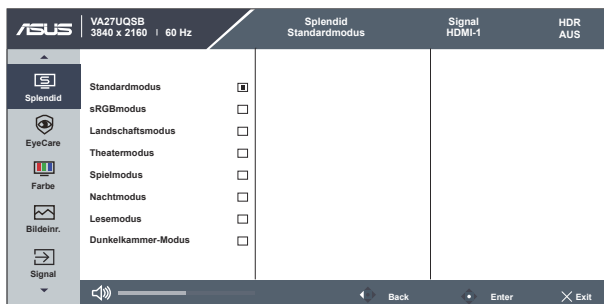 ASUS
VA27UQSB
3840 x 2160 | 60 Hz
Splendid
Standardmodus
Signal
HDMI-1
HDR
AUS
Splendid
EyeCare
Farbe
Bildeinr.
Signal
Standardmodus
sRGBmodus
Landschaftsmodus
Theatermodus
Spielmodus
Nachtmodus
Lesemodus
Dunkelkammer-Modus
Back
Enter
Exit